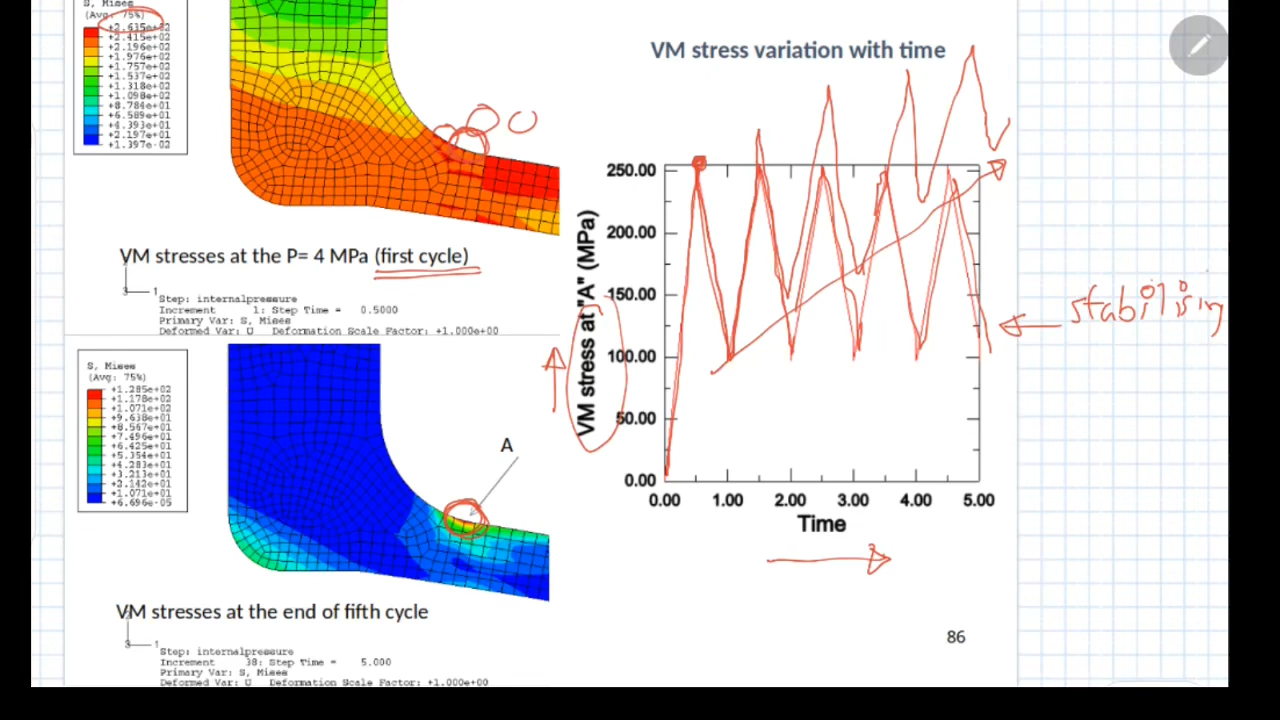 S, Mises
(Avg: 75%)
+2.635e+02
+2.415e+02
+2.196e+02
+1.976e+02
+1.757e+02
+1.537e+02
+1.318e+02
+1.098e+02
+8.784e+01
+6.589e+01
+4.393e+01
+2.197e+01
+1.397e-02
VM stresses at the P= 4 MPa (first cycle)
3
1
Step: internalpressure
Increment 1: Step Time = 0.5000
Primary Var: S, Mises
Deformed Var: U Deformation Scale Factor: +1.000e+00
S, Mises
(Avg: 75%)
+1.285e+02
+1.178e+02
+1.071e+02
+9.638e+01
+8.567e+01
+7.496e+01
+6.425e+01
+5.354e+01
+4.283e+01
+3.213e+01
+2.142e+01
+1.071e+01
+6.696e-05
A
VM stresses at the end of fifth cycle
3
1
Step: internalpressure
Increment 38: Step Time = 5.000
Primary Var: S, Mises
Deformed Var: U Deformation Scale Factor: +1.000e+00
VM stress variation with time
VM stress at "A" (MPa)
250.00
200.00
150.00
100.00
50.00
0.00
0.00 1.00 2.00 3.00 4.00 5.00
Time
stabilising
86